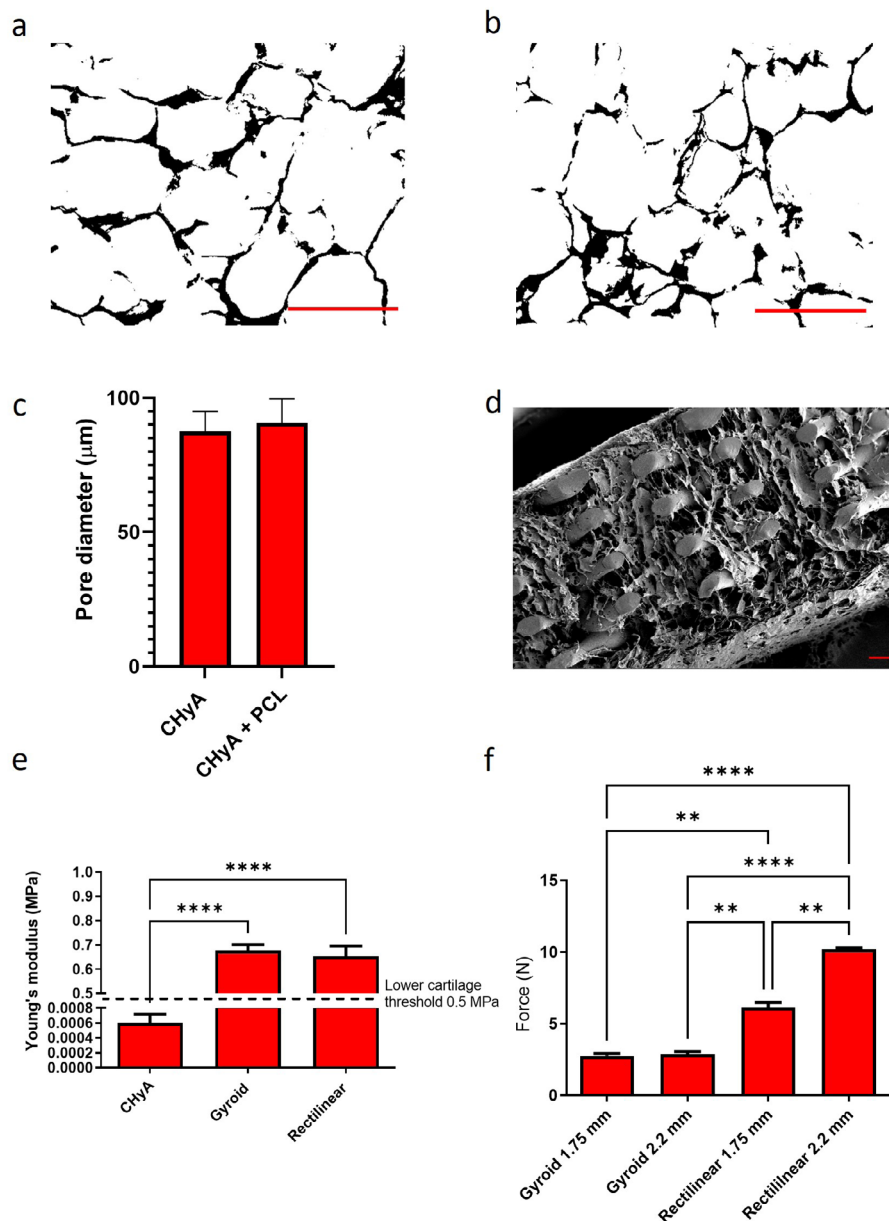 a
b
c
100
50
0
Pore diameter (μm)
CHyA
CHyA + PCL
d
e
1.0
0.9
0.8
0.7
0.6
0.5
0.0008
0.0006
0.0004
0.0002
0.0000
Young's modulus (MPa)
****
****
Lower cartilage
threshold 0.5 MPa
CHyA
Gyroid
Rectilinear
f
****
**
****
**
**
15
10
5
0
Force (N)
Gyroid 1.75 mm
Gyroid 2.2 mm
Rectilinear 1.75 mm
Rectilinear 2.2 mm